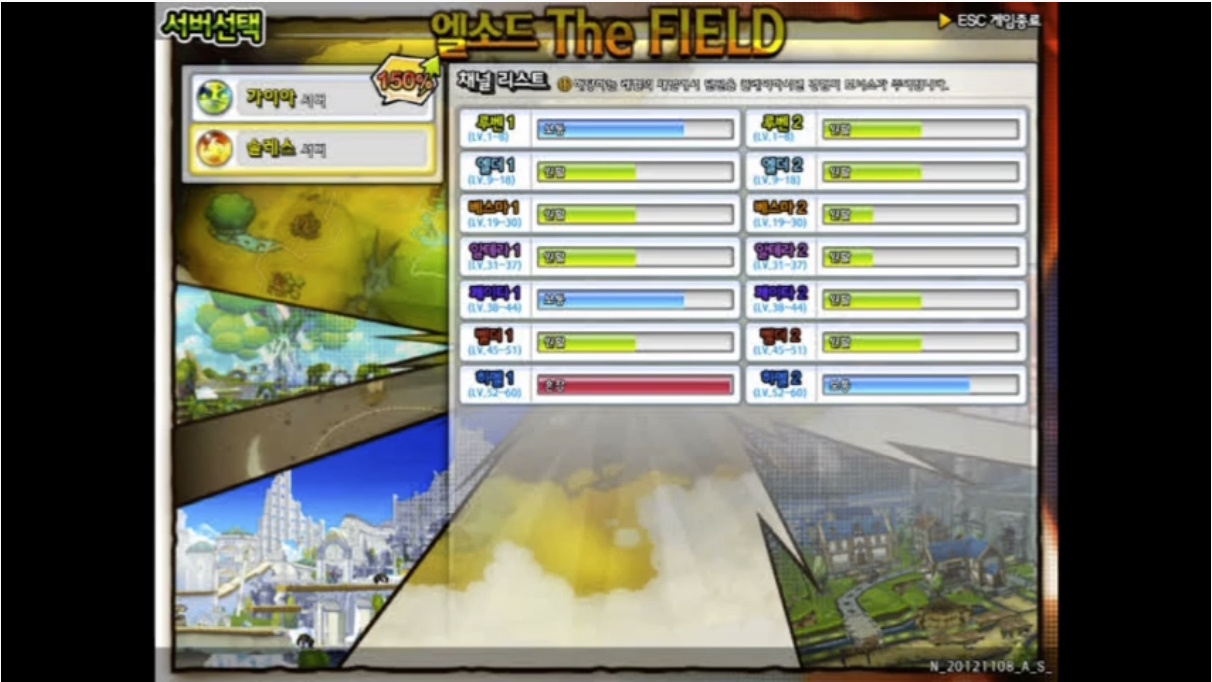 서버선택
엘소드 The FIELD
ESC 게임종료
가이아 서버
150%
솔레스 서버
채널 리스트
루벤 1 보통
(LV.1~8)
루벤 2 원활
(LV.1~8)
엘더 1 원활
(LV.9~18)
엘더 2 원활
(LV.9~18)
베스마 1 원활
(LV.19~30)
베스마 2 원활
(LV.19~30)
알테라 1 원활
(LV.31~37)
알테라 2 원활
(LV.31~37)
페이타 1 보통
(LV.38~44)
페이타 2 원활
(LV.38~44)
벨더 1 원활
(LV.45~51)
벨더 2 원활
(LV.45~51)
하멜 1 혼잡
(LV.52~60)
하멜 2 보통
(LV.52~60)
N_20121108_A_S_